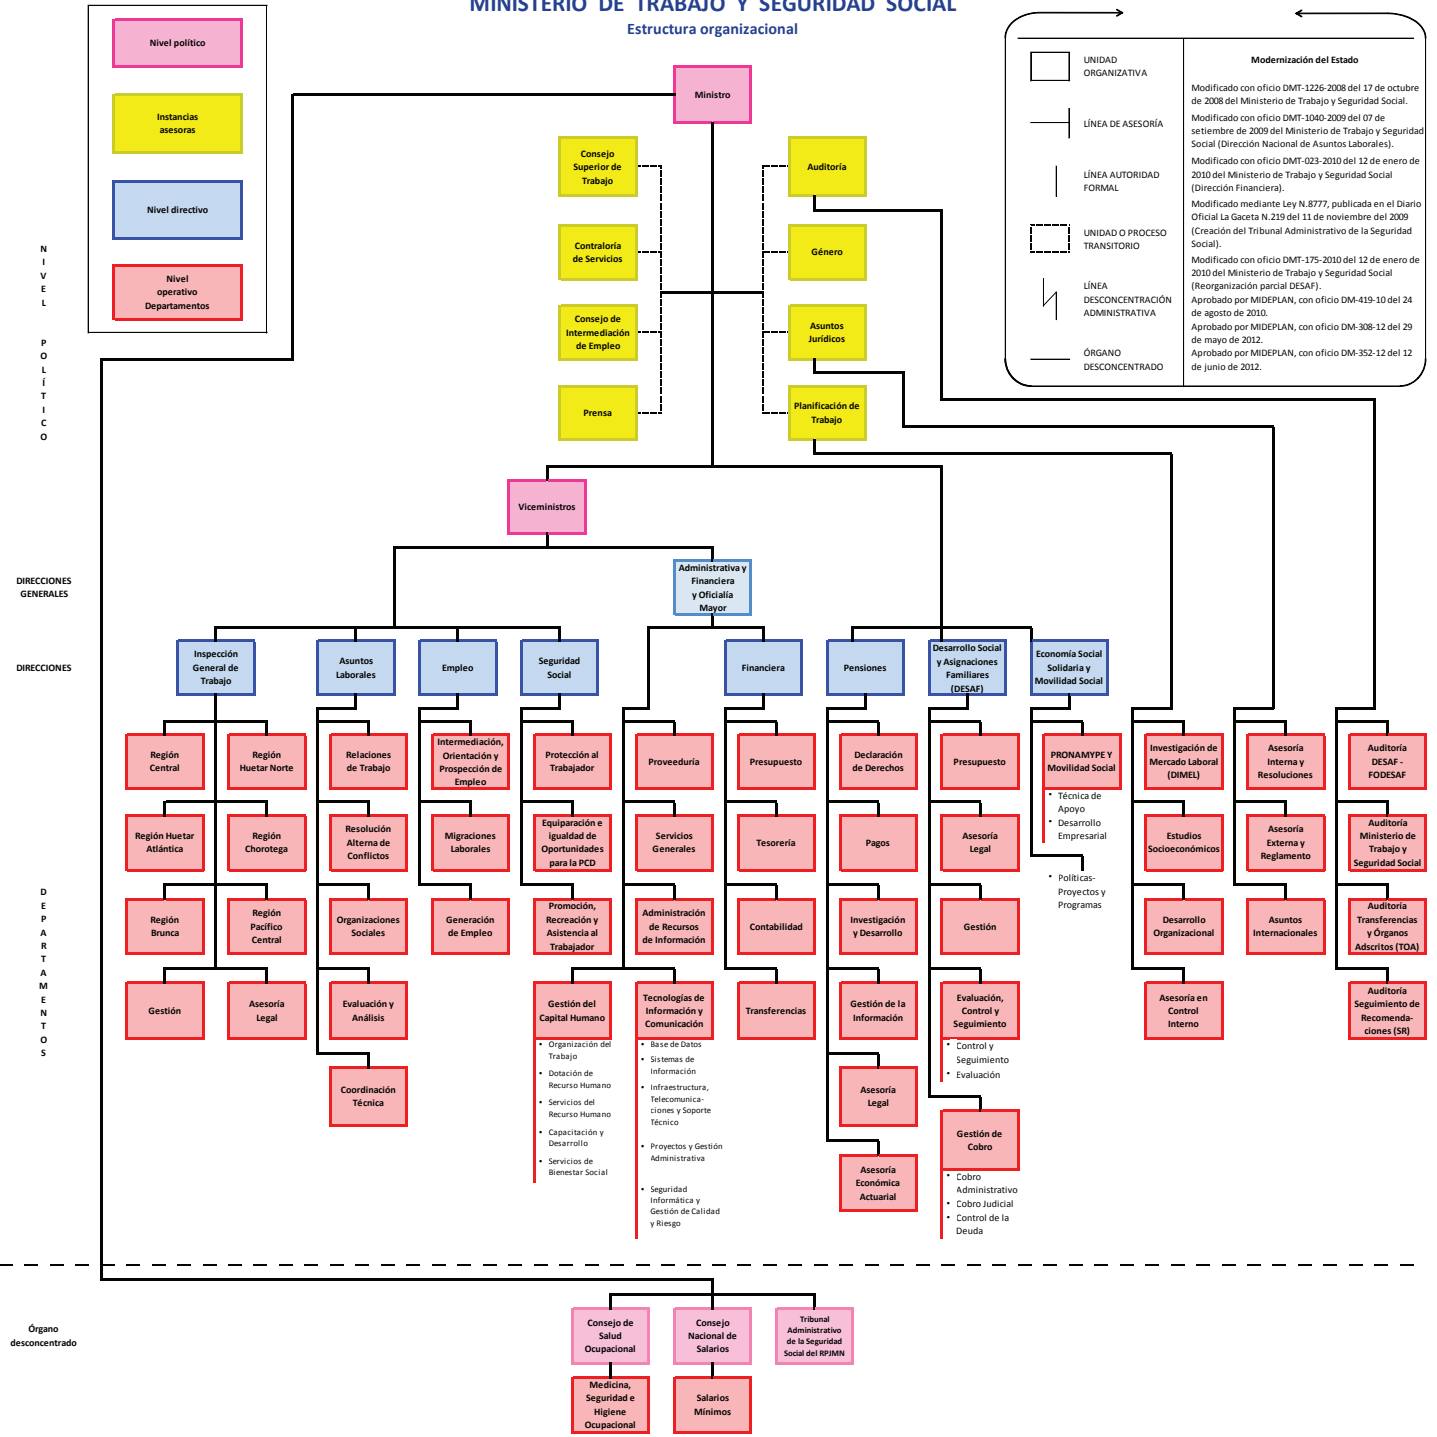 MINISTERIO DE TRABAJO Y SEGURIDAD SOCIAL
Estructura organizacional
Nivel político
Instancias
asesoras
Nivel directivo
Nivel
operativo
Departamentos
UNIDAD
ORGANIZATIVA
LÍNEA DE ASESORÍA
LÍNEA AUTORIDAD
FORMAL
UNIDAD O PROCESO
TRANSITORIO
LÍNEA
DESCONCENTRACIÓN
ADMINISTRATIVA
ÓRGANO
DESCONCENTRADO
Modernización del Estado
Modificado con oficio DMT-1226-2008 del 17 de octubre
de 2008 del Ministerio de Trabajo y Seguridad Social.
Modificado con oficio DMT-1040-2009 del 07 de
setiembre de 2009 del Ministerio de Trabajo y Seguridad
Social (Dirección Nacional de Asuntos Laborales).
Modificado con oficio DMT-023-2010 del 12 de enero de
2010 del Ministerio de Trabajo y Seguridad Social
(Dirección Financiera).
Modificado mediante Ley N.8777, publicada en el Diario
Oficial La Gaceta N.219 del 11 de noviembre del 2009
(Creación del Tribunal Administrativo de la Seguridad
Social).
Modificado con oficio DMT-175-2010 del 12 de enero de
2010 del Ministerio de Trabajo y Seguridad Social
(Reorganización parcial DESAF).
Aprobado por MIDEPLAN, con oficio DM-419-10 del 24
de agosto de 2010.
Aprobado por MIDEPLAN, con oficio DM-308-12 del 29
de mayo de 2012.
Aprobado por MIDEPLAN, con oficio DM-352-12 del 12
de junio de 2012.
NIVEL POLÍTICO
Ministro
Consejo
Superior de
Trabajo
Auditoría
Contraloría
de Servicios
Género
Consejo de
Intermediación
de Empleo
Asuntos
Jurídicos
Prensa
Planificación de
Trabajo
Viceministros
DIRECCIONES
GENERALES
Administrativa y
Financiera
y Oficialía
Mayor
DIRECCIONES
Inspección
General de
Trabajo
Asuntos
Laborales
Empleo
Seguridad
Social
Financiera
Pensiones
Desarrollo Social
y Asignaciones
Familiares
(DESAF)
Economía Social
Solidaria y
Movilidad Social
DEPARTAMENTOS
Región
Central
Región
Huetar Norte
Relaciones
de Trabajo
Intermediación,
Orientación y
Prospección de
Empleo
Protección al
Trabajador
Proveeduría
Presupuesto
Declaración
de Derechos
Presupuesto
PRONAMYPE Y
Movilidad Social
• Técnica de
Apoyo
• Desarrollo
Empresarial
• Políticas-
Proyectos y
Programas
Investigación de
Mercado Laboral
(DIMEL)
Asesoría
Interna y
Resoluciones
Auditoría
DESAF -
FODESAF
Región Huetar
Atlántica
Región
Chorotega
Resolución
Alterna de
Conflictos
Migraciones
Laborales
Equiparación e
igualdad de
Oportunidades
para la PCD
Servicios
Generales
Tesorería
Pagos
Asesoría
Legal
Estudios
Socioeconómicos
Asesoría
Externa y
Reglamento
Auditoría
Ministerio de
Trabajo y
Seguridad Social
Región
Brunca
Región
Pacífico
Central
Organizaciones
Sociales
Generación
de Empleo
Promoción,
Recreación y
Asistencia al
Trabajador
Administración
de Recursos
de Información
Contabilidad
Investigación
y Desarrollo
Gestión
Desarrollo
Organizacional
Asuntos
Internacionales
Auditoría
Transferencias
y Órganos
Adscritos (TOA)
Gestión
Asesoría
Legal
Evaluación y
Análisis
Gestión del
Capital Humano
• Organización del
Trabajo
• Dotación de
Recurso Humano
• Servicios del
Recurso Humano
• Capacitación y
Desarrollo
• Servicios de
Bienestar Social
Tecnologías de
Información y
Comunicación
• Base de Datos
• Sistemas de
Información
• Infraestructura,
Telecomunica-
ciones y Soporte
Técnico
• Proyectos y Gestión
Administrativa
• Seguridad
Informática y
Gestión de Calidad
y Riesgo
Transferencias
Gestión de la
Información
Evaluación,
Control y
Seguimiento
• Control y
Seguimiento
• Evaluación
Asesoría en
Control
Interno
Auditoría
Seguimiento de
Recomenda-
ciones (SR)
Coordinación
Técnica
Asesoría
Legal
Gestión de
Cobro
• Cobro
Administrativo
• Cobro Judicial
• Control de la
Deuda
Asesoría
Económica
Actuarial
Órgano
desconcentrado
Consejo de
Salud
Ocupacional
Consejo
Nacional de
Salarios
Tribunal
Administrativo
de la Seguridad
Social del RPJMN
Medicina,
Seguridad e
Higiene
Ocupacional
Salarios
Mínimos